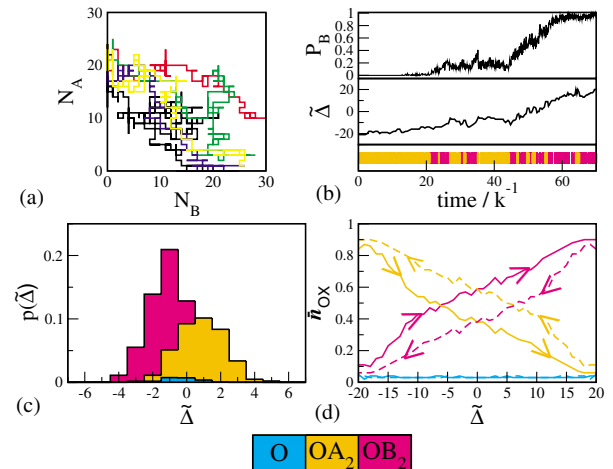 30
20
10
0
0 10 20 30
N_A
N_B
(a)
1
0.8
0.6
0.4
0.2
0
P_B
20
0
-20
Δ̃
0 20 40 60
time / k⁻¹
(b)
0.2
0.1
0
p(Δ̃)
-6 -4 -2 0 2 4 6
Δ̃
(c)
1
0.8
0.6
0.4
0.2
0
n̄_OX
-20 -15 -10 -5 0 5 10 15 20
Δ̃
(d)
O OA₂ OB₂